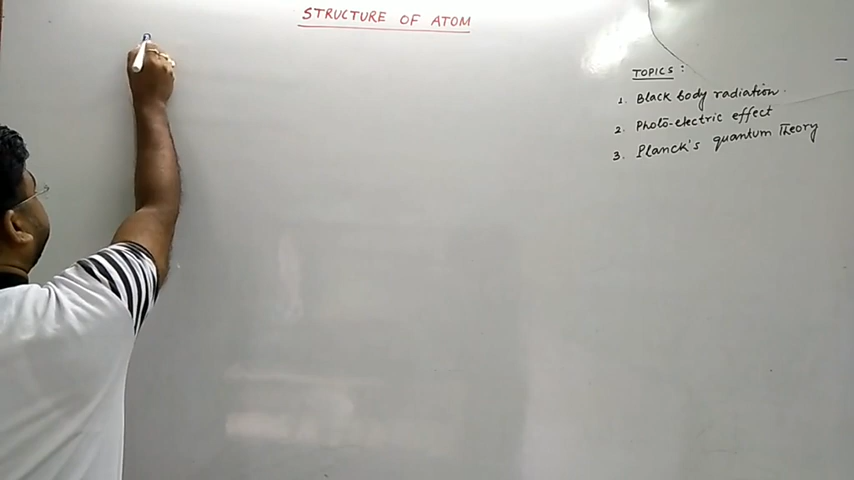 STRUCTURE OF ATOM
TOPICS :
1. Black body radiation.
2. Photo-electric effect
3. Planck's quantum Theory